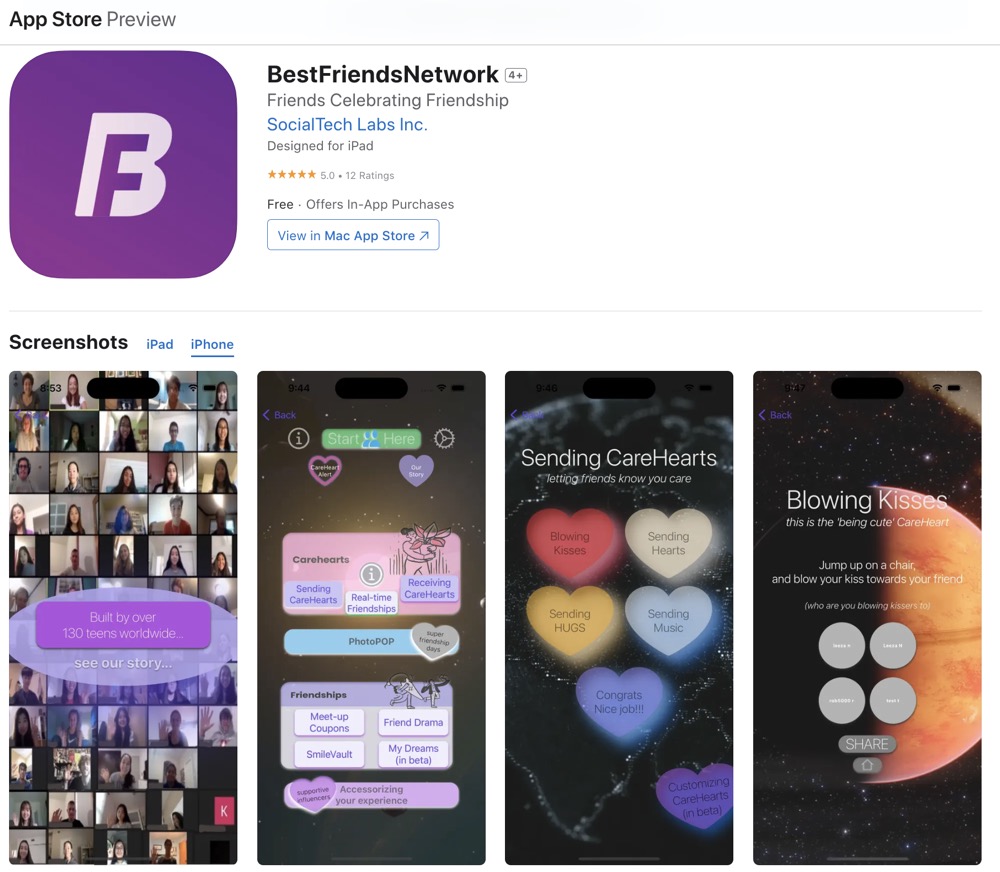 App Store Preview
BestFriendsNetwork 4+
Friends Celebrating Friendship
SocialTech Labs Inc.
Designed for iPad
★★★★★ 5.0 • 12 Ratings
Free · Offers In-App Purchases
View in Mac App Store ↗
Screenshots iPad iPhone
8:53
Built by over
130 teens worldwide...
see our story...
K
9:44
Back
Start Here
CareHeart
Alert
Our
Story
Carehearts
Sending
CareHearts
Real-time
Friendships
Receiving
CareHearts
PhotoPOP
super
friendship
days
Friendships
Meet-up
Coupons
Friend Drama
SmileVault
My Dreams
(in beta)
supportive
influencers
Accessorizing
your experience
9:46
Back
Sending CareHearts
letting friends know you care
Blowing
Kisses
Sending
Hearts
Sending
HUGS
Sending
Music
Congrats
Nice job!!!
Customizing
CareHearts
(in beta)
9:47
Back
Blowing Kisses
this is the 'being cute' CareHeart
Jump up on a chair,
and blow your kiss towards your friend
(who are you blowing kissers to)
SHARE